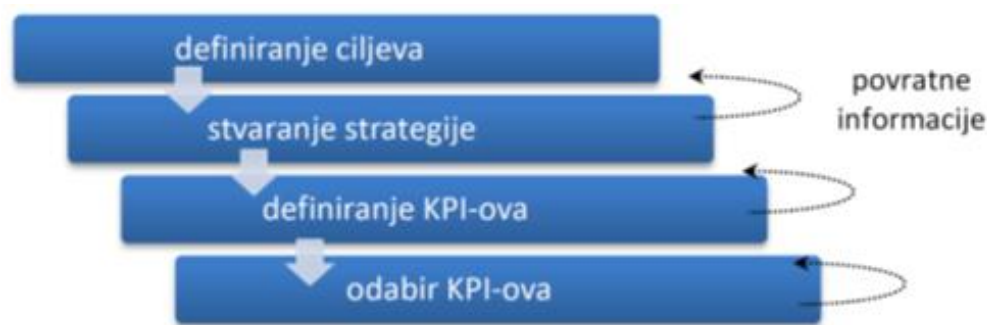 definiranje ciljeva
povratne
informacije
stvaranje strategije
definiranje KPI-ova
odabir KPI-ova